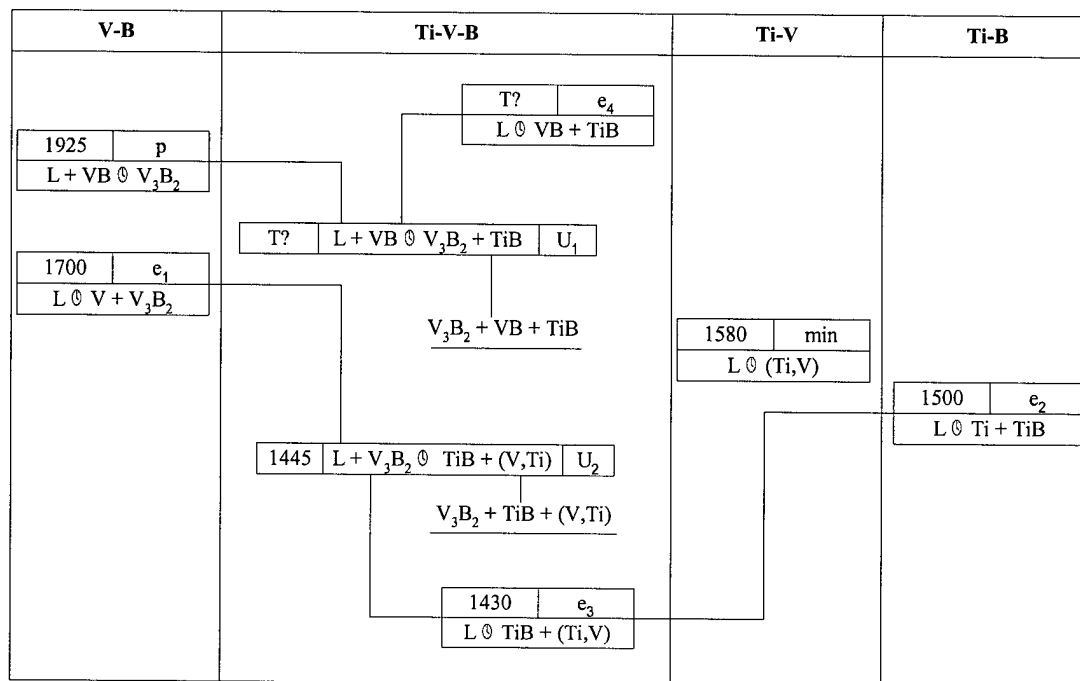 V-B Ti-V-B Ti-V Ti-B
T? e₄
L ⌚ VB + TiB
1925 p
L + VB ⌚ V₃B₂
T? L + VB ⌚ V₃B₂ + TiB U₁
1700 e₁
L ⌚ V + V₃B₂
V₃B₂ + VB + TiB
1580 min
L ⌚ (Ti,V)
1500 e₂
L ⌚ Ti + TiB
1445 L + V₃B₂ ⌚ TiB + (V,Ti) U₂
V₃B₂ + TiB + (V,Ti)
1430 e₃
L ⌚ TiB + (Ti,V)